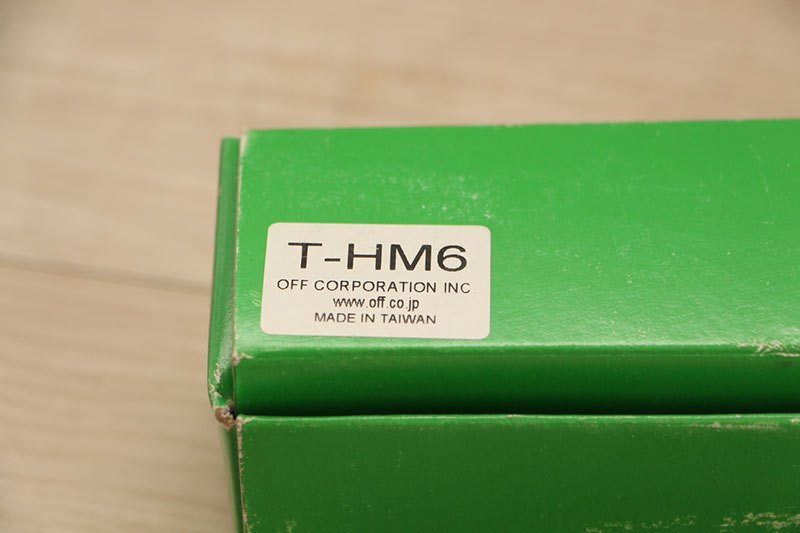 T-HM6
OFF CORPORATION INC.
www.off.co.jp
MADE IN TAIWAN